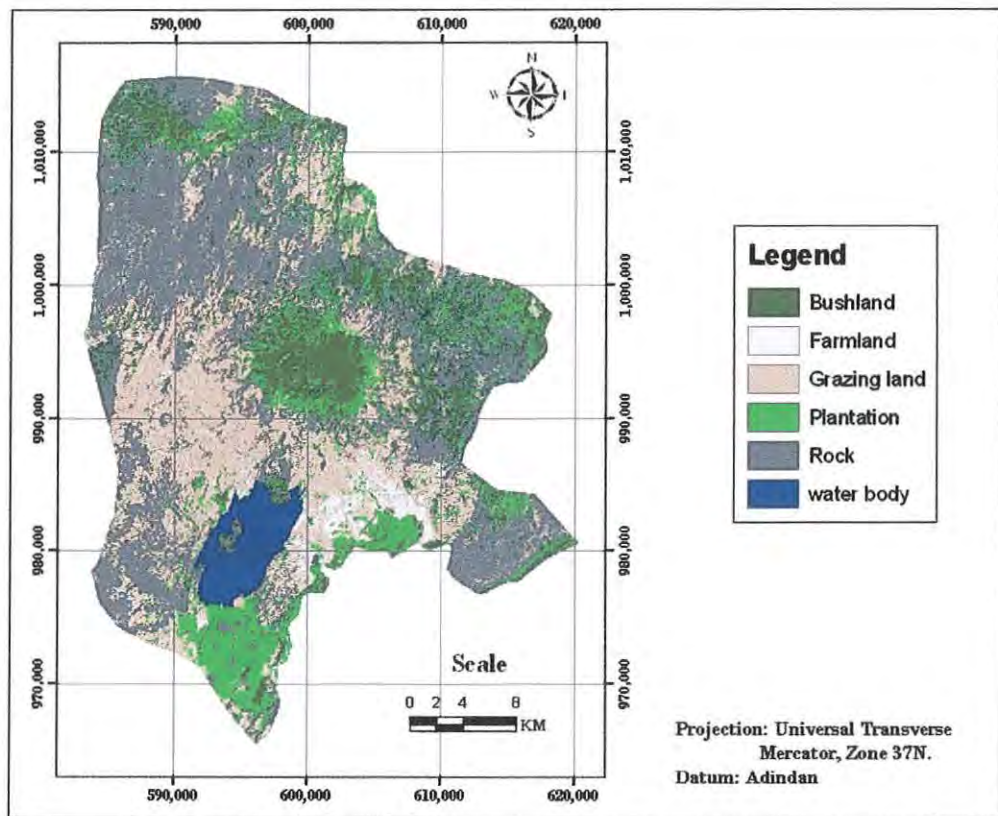 590,000 600,000 610,000 620,000
1,010,000 1,010,000
1,000,000 1,000,000
990,000 990,000
980,000 980,000
970,000 970,000
N
W
S
Legend
Bushland
Farmland
Grazing land
Plantation
Rock
water body
Scale
0 2 4 8
KM
590,000 600,000 610,000 620,000
Projection: Universal Transverse
Mercator, Zone 37N.
Datum: Adindan